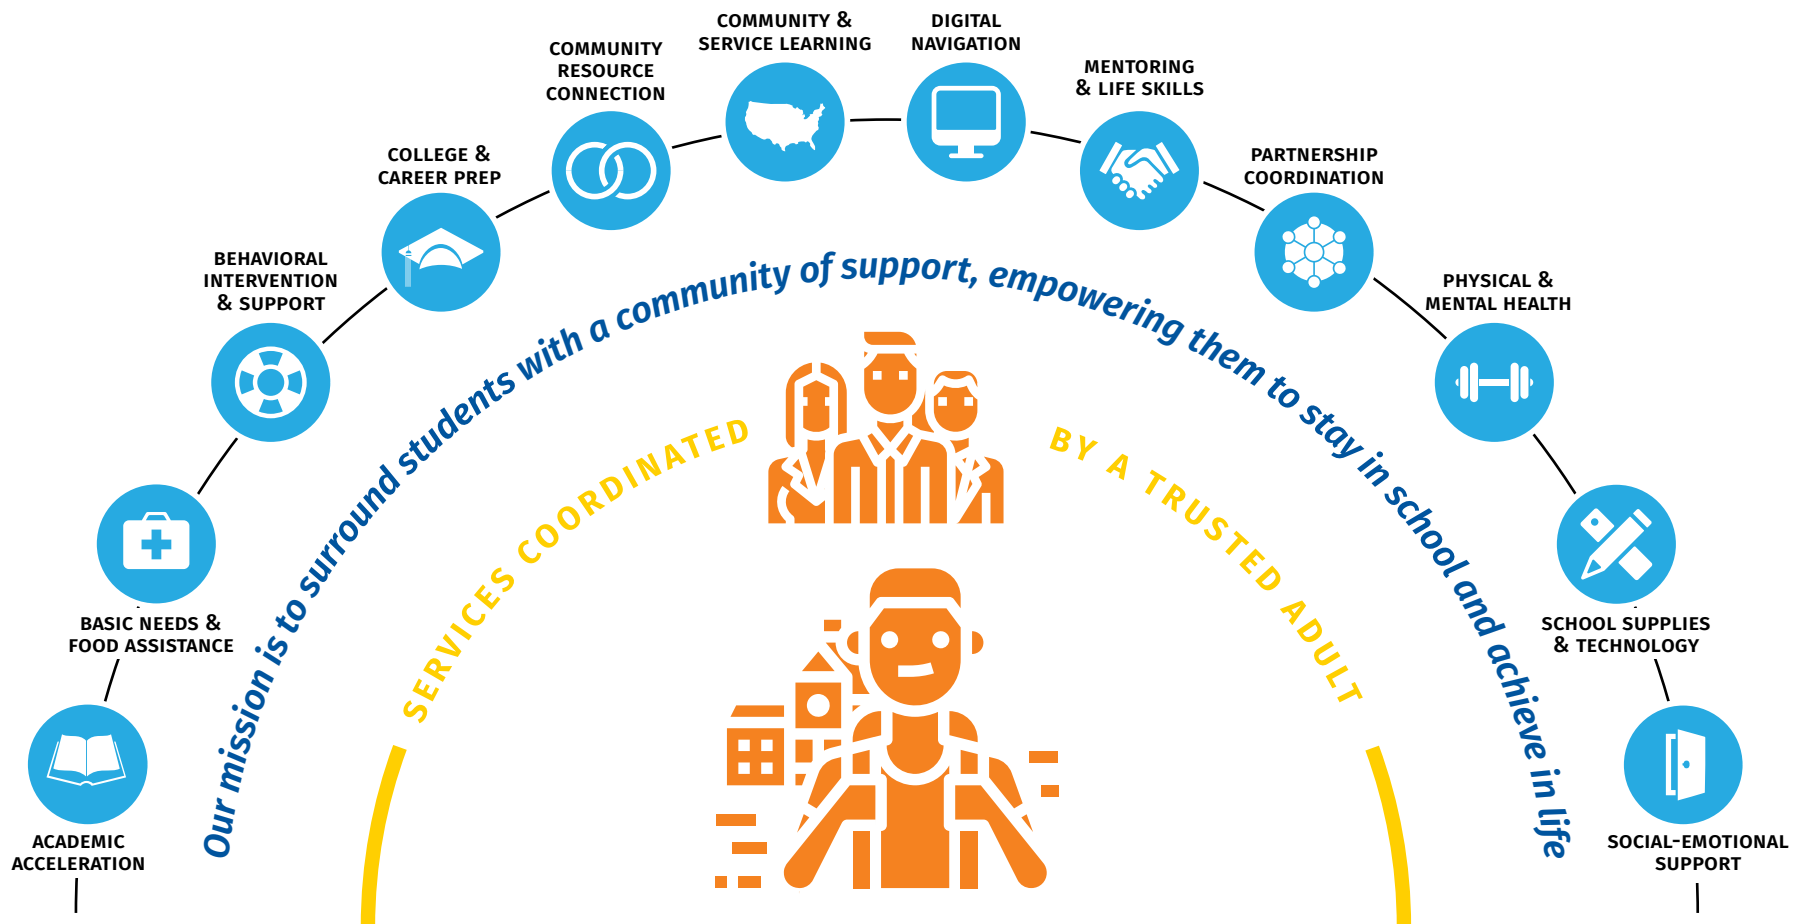 ACADEMIC
ACCELERATION
BASIC NEEDS &
FOOD ASSISTANCE
BEHAVIORAL
INTERVENTION
& SUPPORT
COLLEGE &
CAREER PREP
COMMUNITY
RESOURCE
CONNECTION
COMMUNITY &
SERVICE LEARNING
DIGITAL
NAVIGATION
MENTORING
& LIFE SKILLS
PARTNERSHIP
COORDINATION
PHYSICAL &
MENTAL HEALTH
SCHOOL SUPPLIES
& TECHNOLOGY
SOCIAL-EMOTIONAL
SUPPORT
Our mission is to surround students with a community of support, empowering them to stay in school and achieve in life
SERVICES COORDINATED BY A TRUSTED ADULT